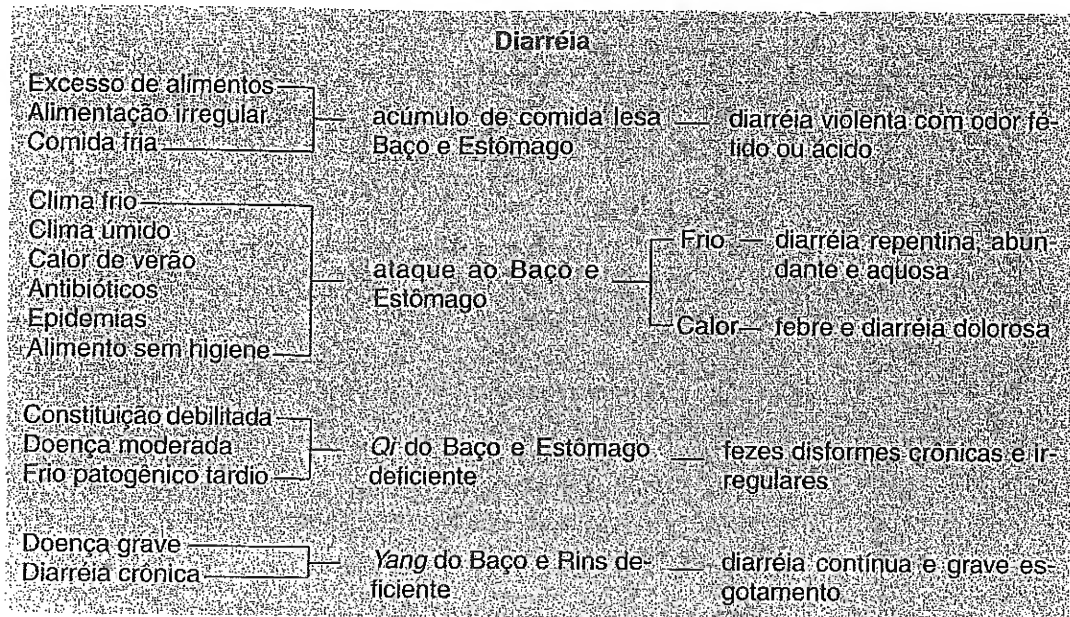 Diarréia
Excesso de alimentos
Alimentação irregular
Comida fria
acumulo de comida lesa
Baço e Estômago
diarréia violenta com odor fé-
tido ou ácido
Clima frio
Clima úmido
Calor de verão
Antibióticos
Epidemias
Alimento sem higiene
ataque ao Baço e
Estômago
Frio
diarréia repentina, abun-
dante e aquosa
Calor
febre e diarréia dolorosa
Constituição debilitada
Doença moderada
Frio patogênico tardio
Qi do Baço e Estômago
deficiente
fezes disformes crônicas e ir-
regulares
Doença grave
Diarréia crônica
Yang do Baço e Rins de-
ficiente
diarréia contínua e grave es-
gotamento